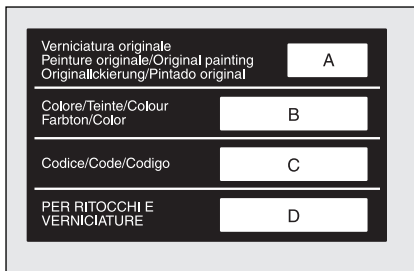 Verniciatura originale
Peinture originale/Original painting
Originallckierung/Pintado original
A
Colore/Teinte/Colour
Farbton/Color
B
Codice/Code/Codigo
C
PER RITOCCHI E
VERNICIATURE
D